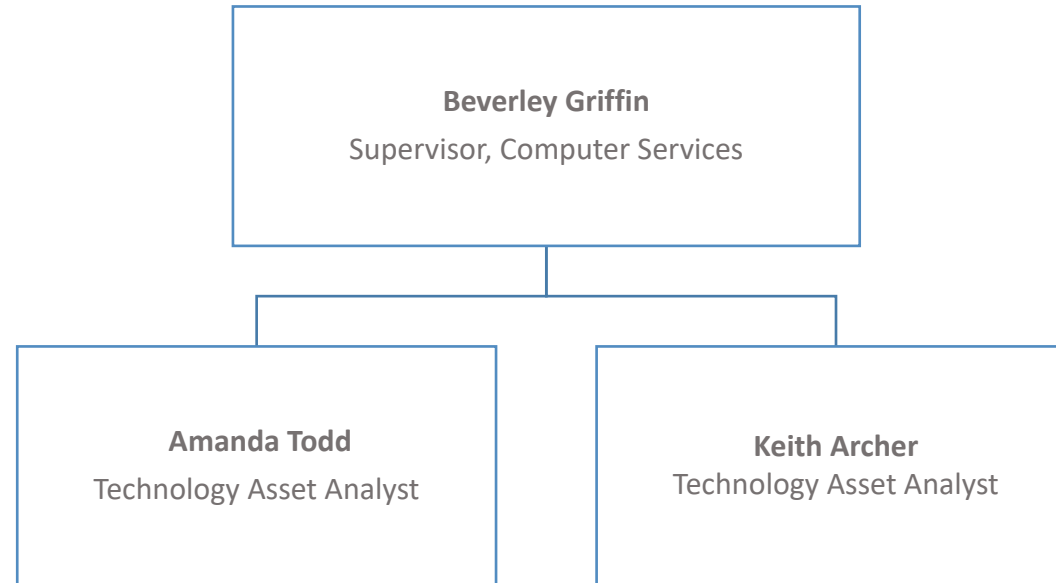 Beverley Griffin
Supervisor, Computer Services
Amanda Todd
Technology Asset Analyst
Keith Archer
Technology Asset Analyst